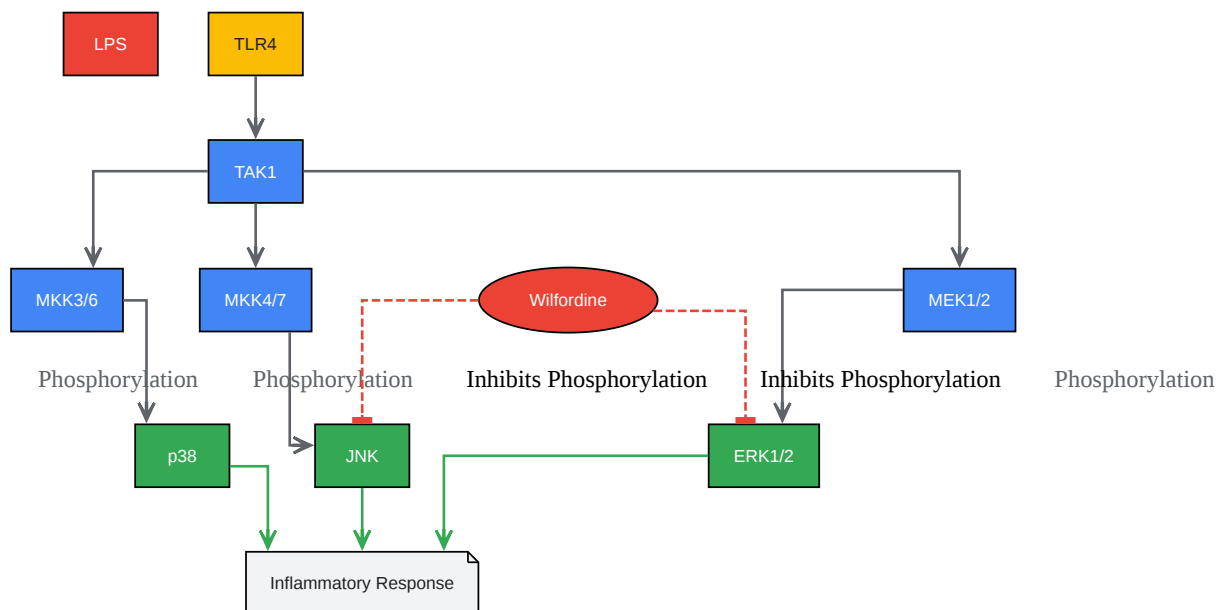 LPS
TLR4
TAK1
MKK3/6
MKK4/7
Wilfordine
MEK1/2
Phosphorylation
Phosphorylation
Inhibits Phosphorylation
Inhibits Phosphorylation
Phosphorylation
p38
JNK
ERK1/2
Inflammatory Response